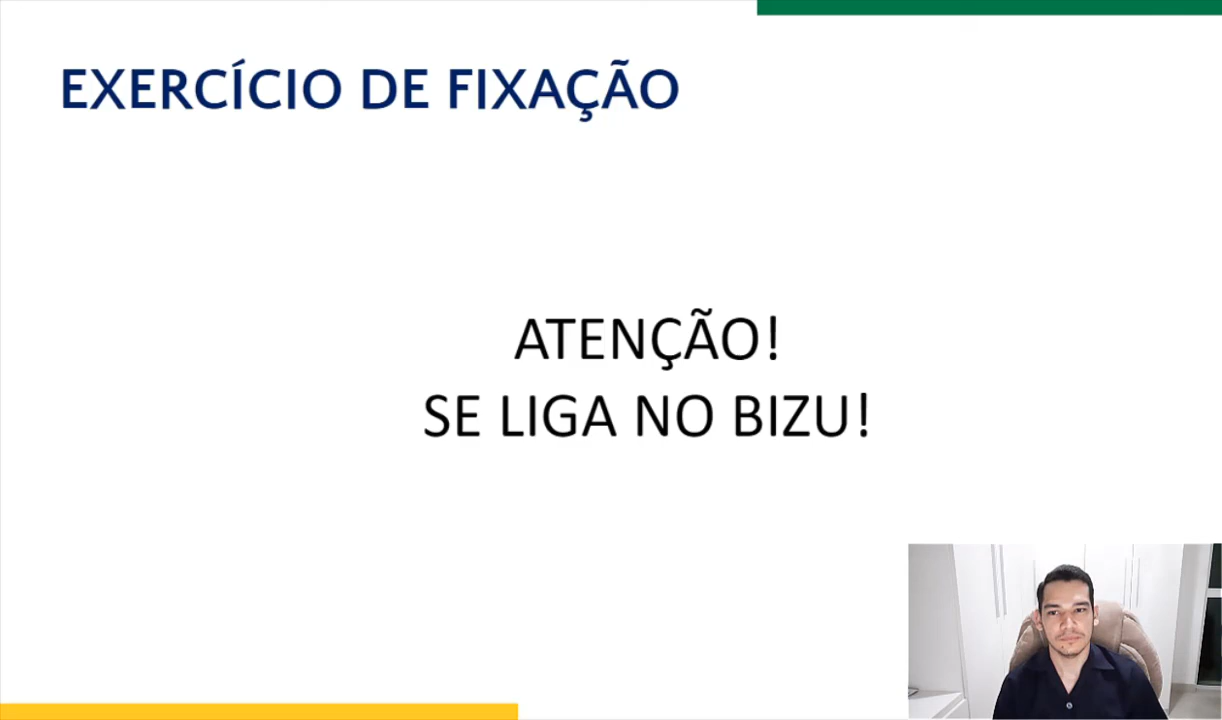 EXERCÍCIO DE FIXAÇÃO
ATENÇÃO!
SE LIGA NO BIZU!